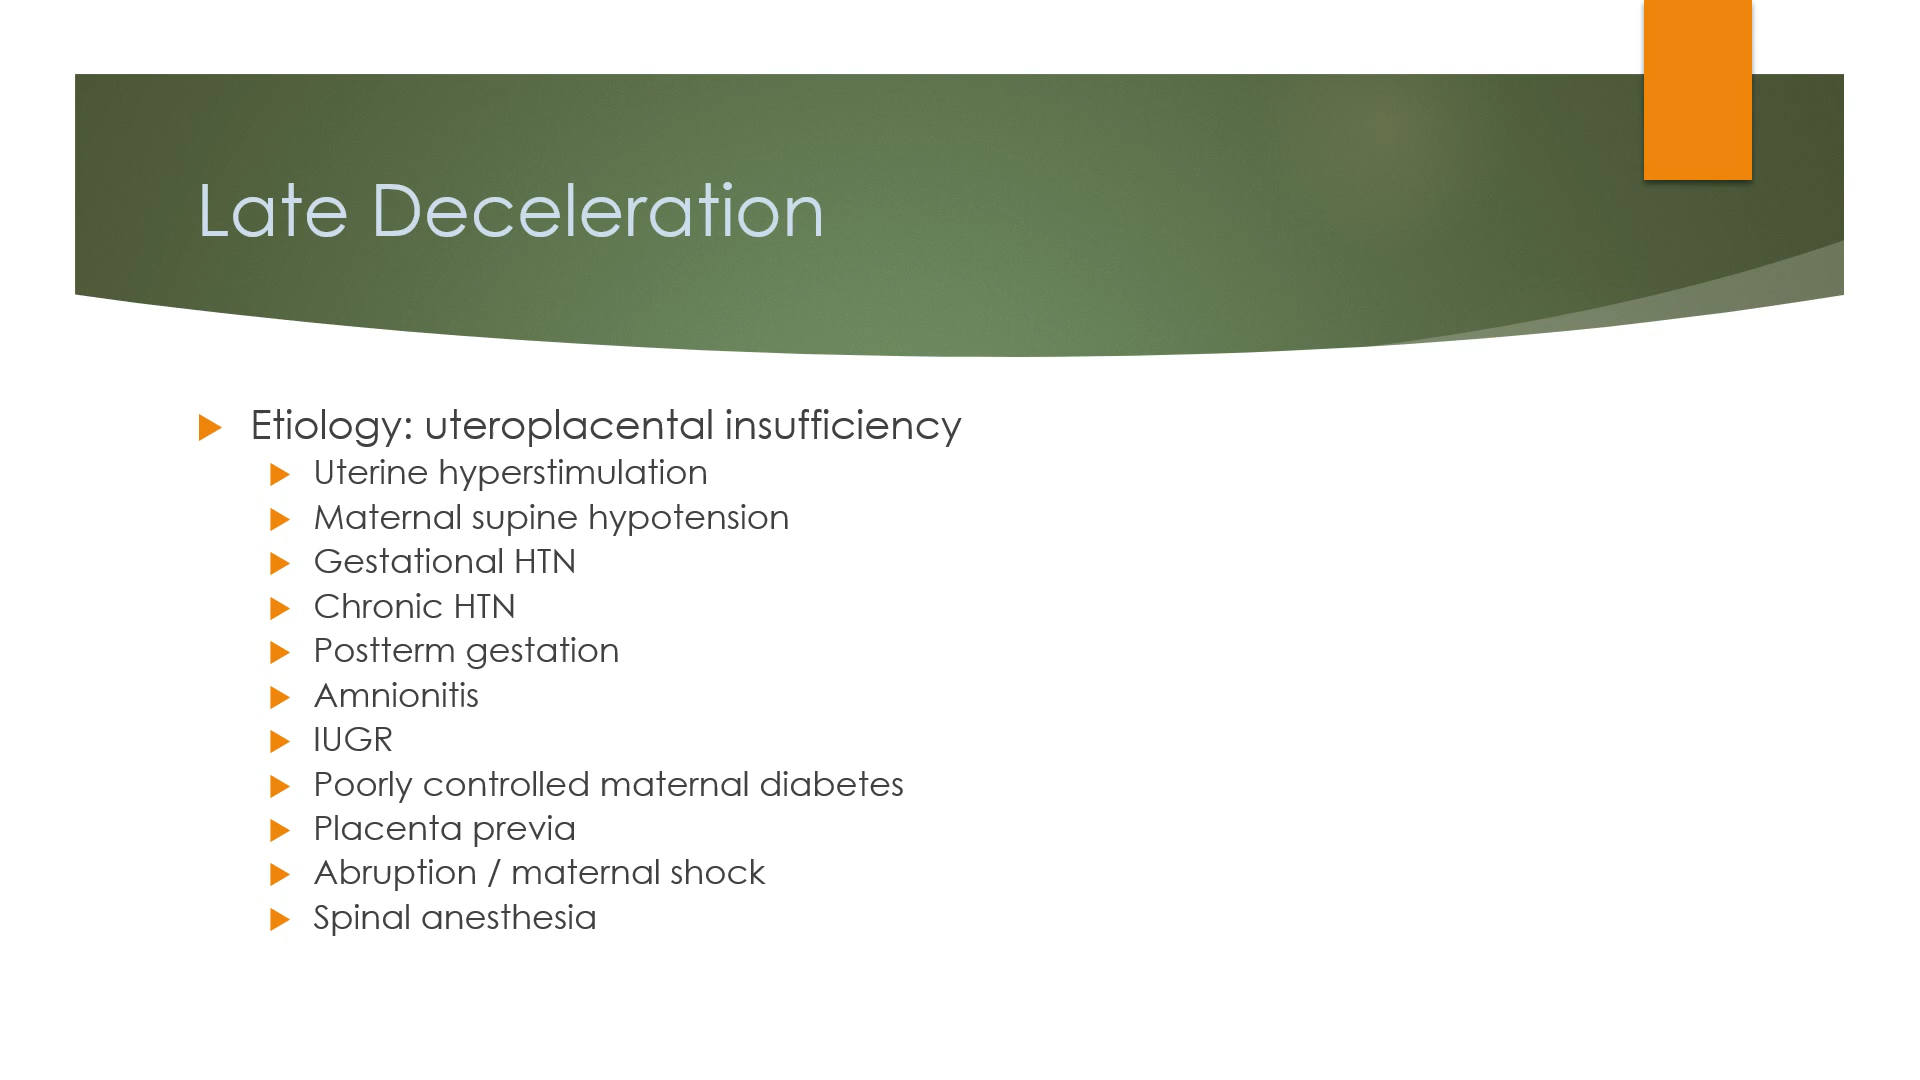 Late Deceleration
Etiology: uteroplacental insufficiency
Uterine hyperstimulation
Maternal supine hypotension
Gestational HTN
Chronic HTN
Postterm gestation
Amnionitis
IUGR
Poorly controlled maternal diabetes
Placenta previa
Abruption / maternal shock
Spinal anesthesia